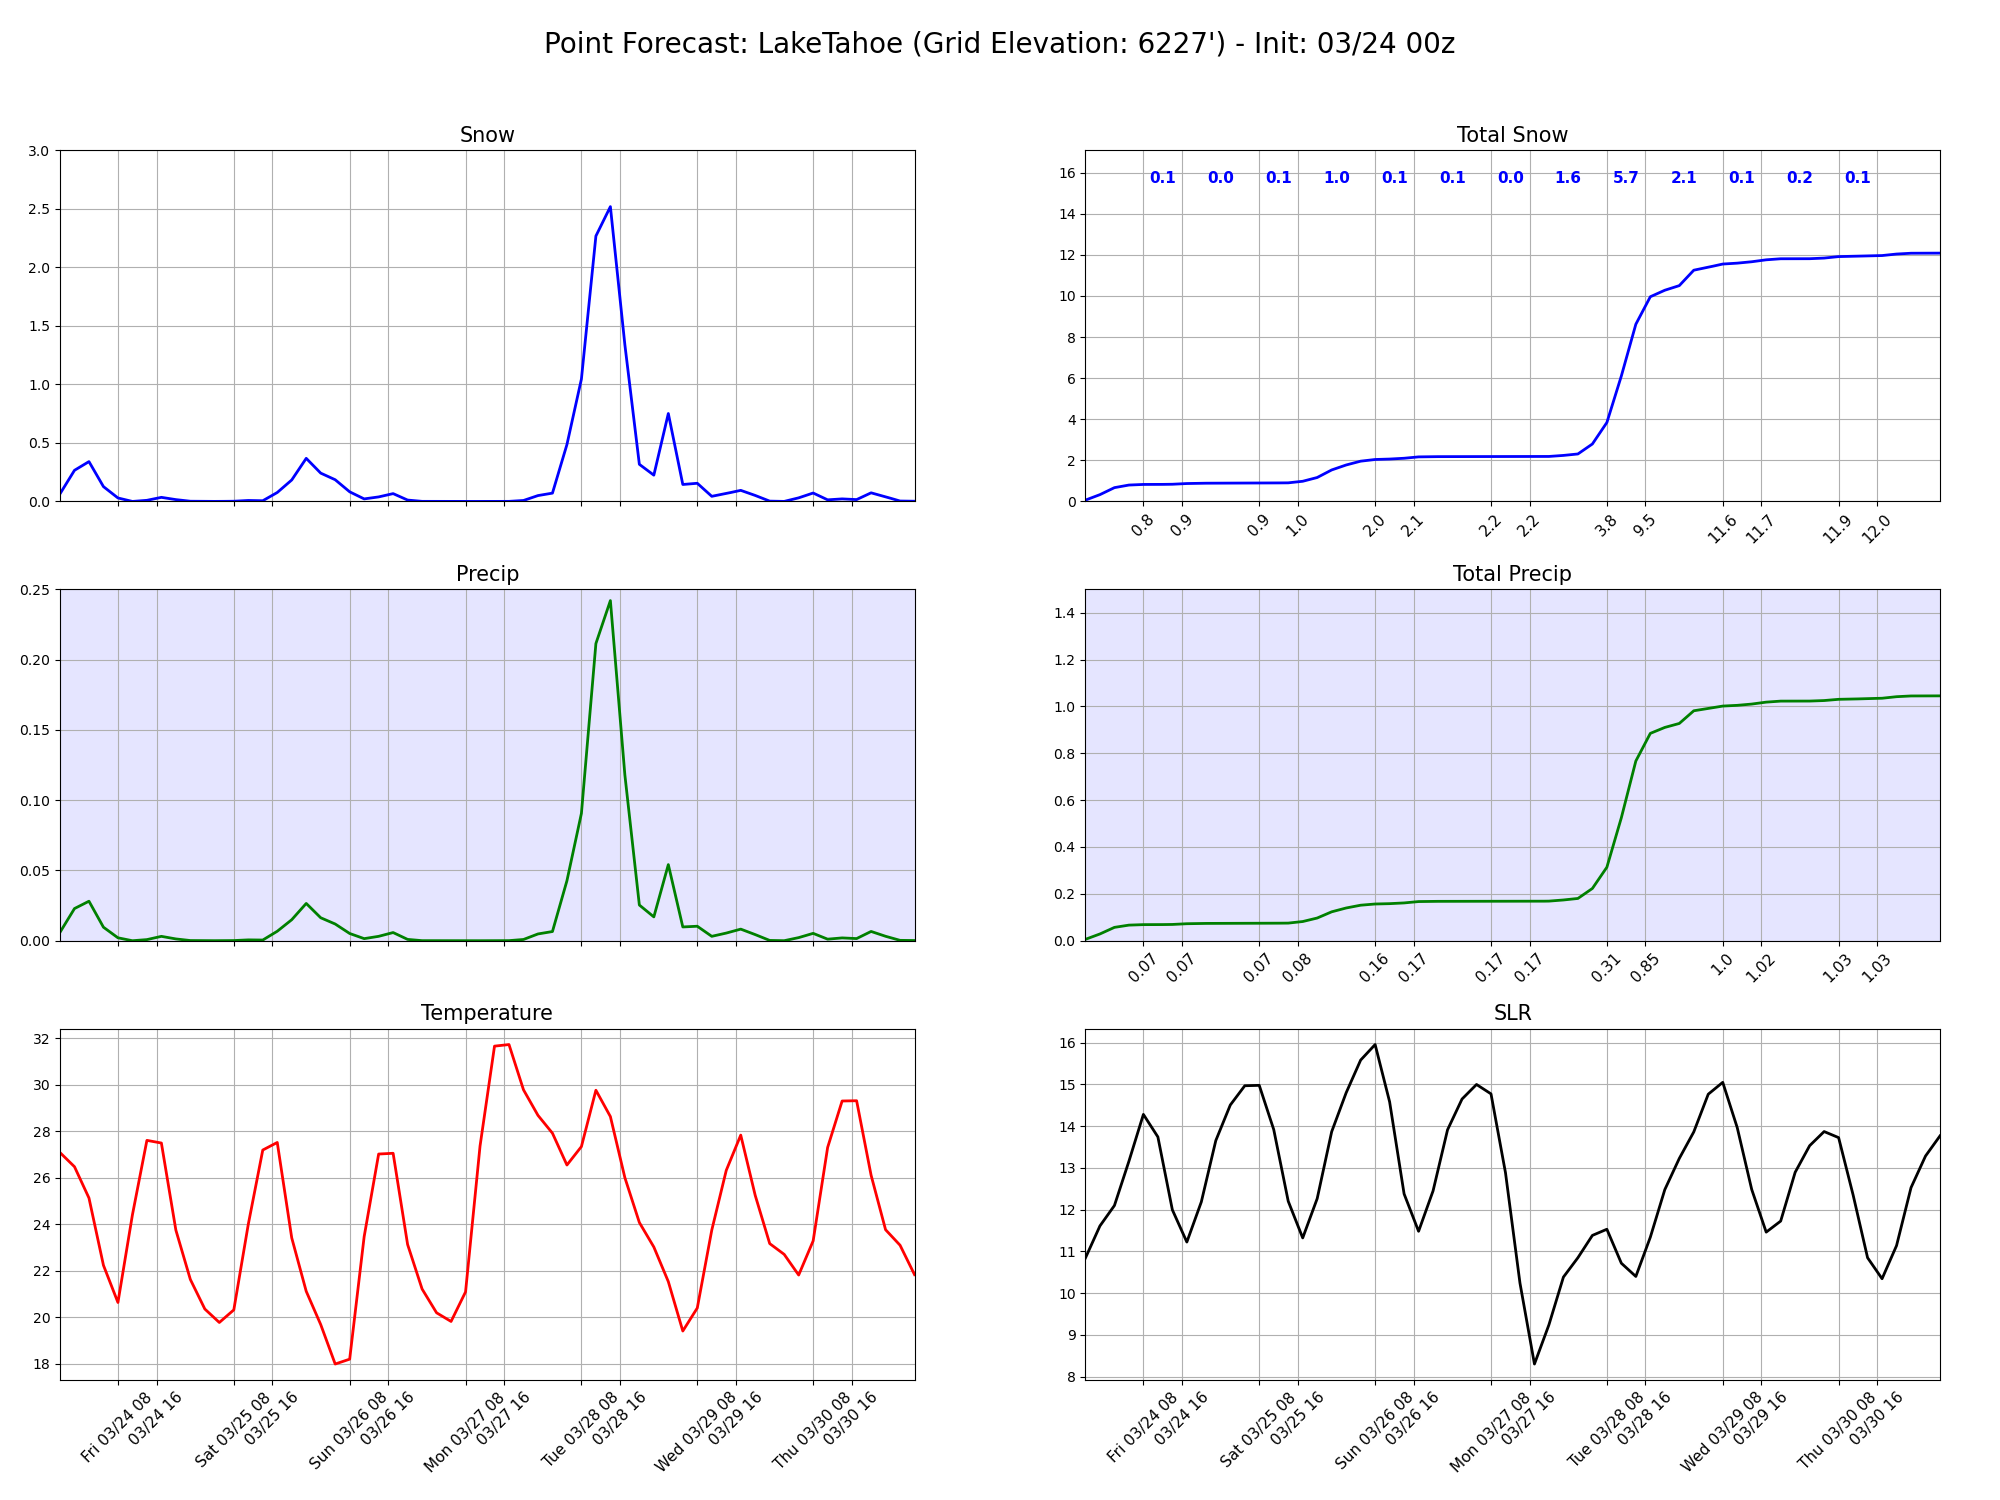 Point Forecast: LakeTahoe (Grid Elevation: 6227') - Init: 03/24 00z
Snow
3.0
2.5
2.0
1.5
1.0
0.5
0.0
Total Snow
16
14
12
10
8
6
4
2
0
0.1 0.0 0.1 1.0 0.1 0.1 0.0 1.6 5.7 2.1 0.1 0.2 0.1
0.8 0.9 0.9 1.0 2.0 2.1 2.2 2.2 3.8 9.5 11.6 11.7 11.9 12.0
Precip
0.25
0.20
0.15
0.10
0.05
0.00
Total Precip
1.4
1.2
1.0
0.8
0.6
0.4
0.2
0.0
0.07 0.07 0.07 0.08 0.16 0.17 0.17 0.17 0.31 0.85 1.0 1.02 1.03 1.03
Temperature
32
30
28
26
24
22
20
18
Fri 03/24 08
03/24 16
Sat 03/25 08
03/25 16
Sun 03/26 08
03/26 16
Mon 03/27 08
03/27 16
Tue 03/28 08
03/28 16
Wed 03/29 08
03/29 16
Thu 03/30 08
03/30 16
SLR
16
15
14
13
12
11
10
9
8
Fri 03/24 08
03/24 16
Sat 03/25 08
03/25 16
Sun 03/26 08
03/26 16
Mon 03/27 08
03/27 16
Tue 03/28 08
03/28 16
Wed 03/29 08
03/29 16
Thu 03/30 08
03/30 16